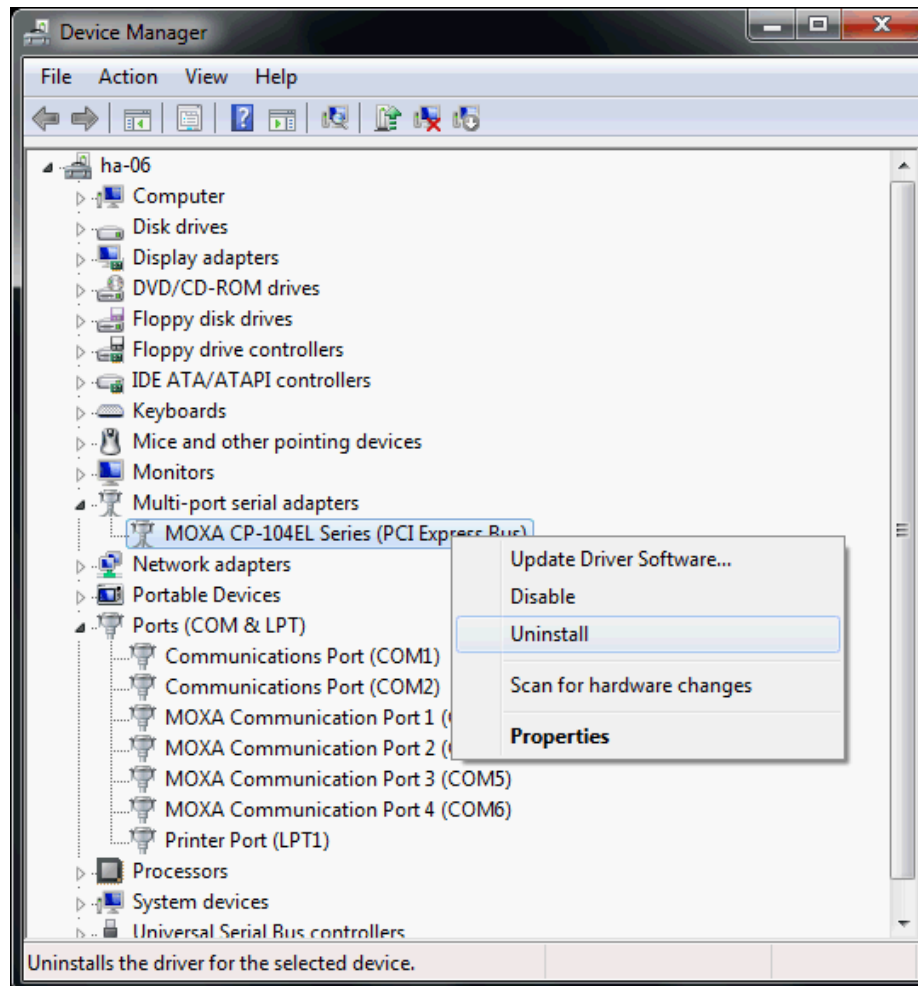 Device Manager
File Action View Help
ha-06
Computer
Disk drives
Display adapters
DVD/CD-ROM drives
Floppy disk drives
Floppy drive controllers
IDE ATA/ATAPI controllers
Keyboards
Mice and other pointing devices
Monitors
Multi-port serial adapters
MOXA CP-104EL Series (PCI Express Bus)
Network adapters
Portable Devices
Ports (COM & LPT)
Communications Port (COM1)
Communications Port (COM2)
MOXA Communication Port 1 (
MOXA Communication Port 2 (
MOXA Communication Port 3 (COM5)
MOXA Communication Port 4 (COM6)
Printer Port (LPT1)
Processors
System devices
Universal Serial Bus controllers
Update Driver Software...
Disable
Uninstall
Scan for hardware changes
Properties
Uninstalls the driver for the selected device.